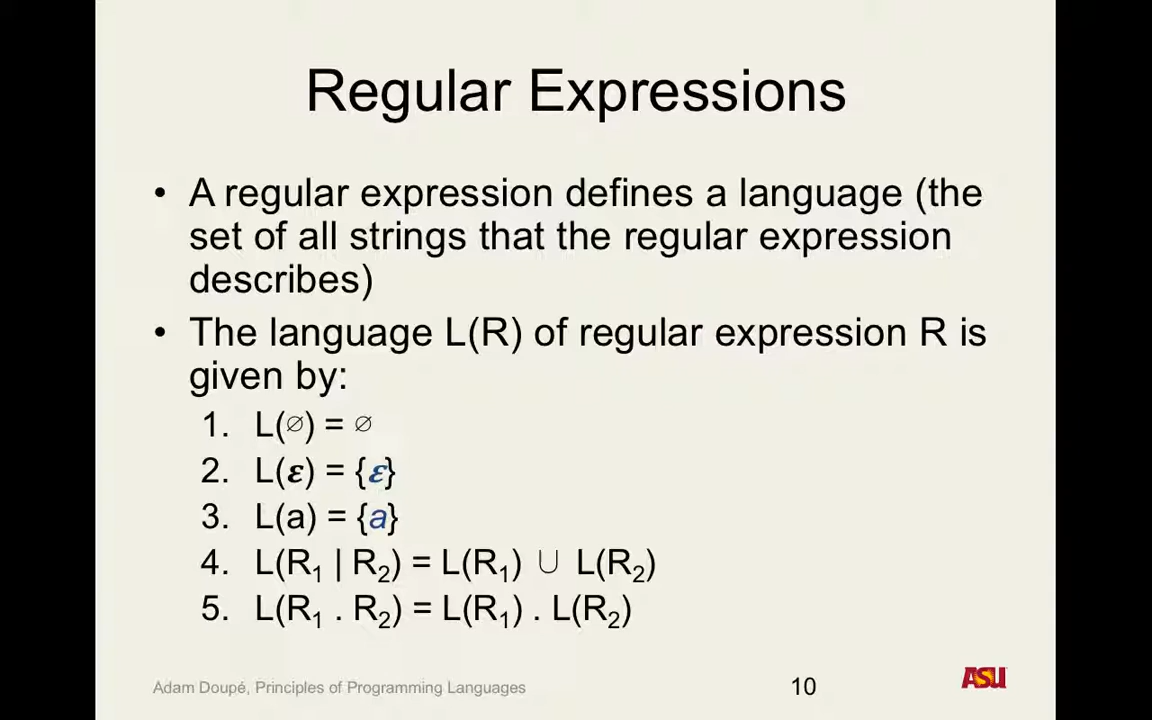 Regular Expressions
• A regular expression defines a language (the
set of all strings that the regular expression
describes)
• The language L(R) of regular expression R is
given by:
1. L(∅) = ∅
2. L(ε) = {ε}
3. L(a) = {a}
4. L(R₁ | R₂) = L(R₁) ∪ L(R₂)
5. L(R₁ . R₂) = L(R₁) . L(R₂)
Adam Doupé, Principles of Programming Languages
10
ASU